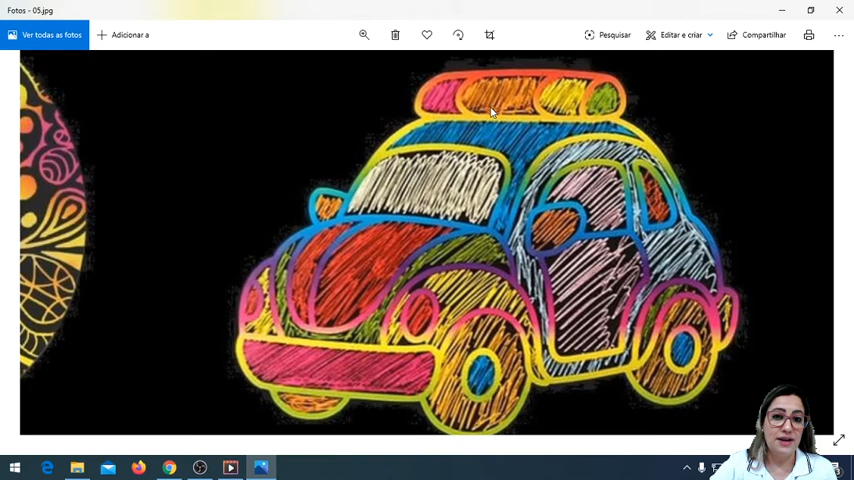 Fotos - 05.jpg
Ver todas as fotos
Adicionar a
Pesquisar
Editar e criar
Compartilhar